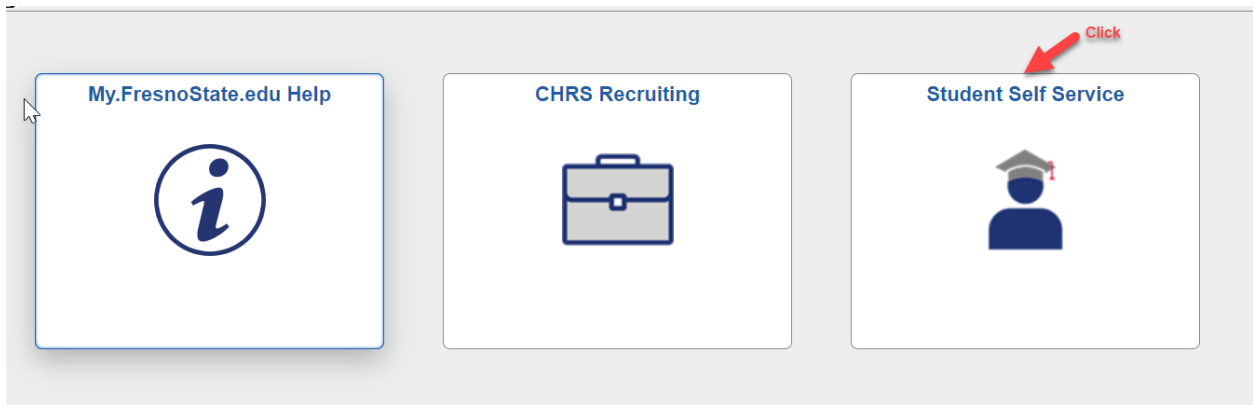 Click
My.FresnoState.edu Help
CHRS Recruiting
Student Self Service